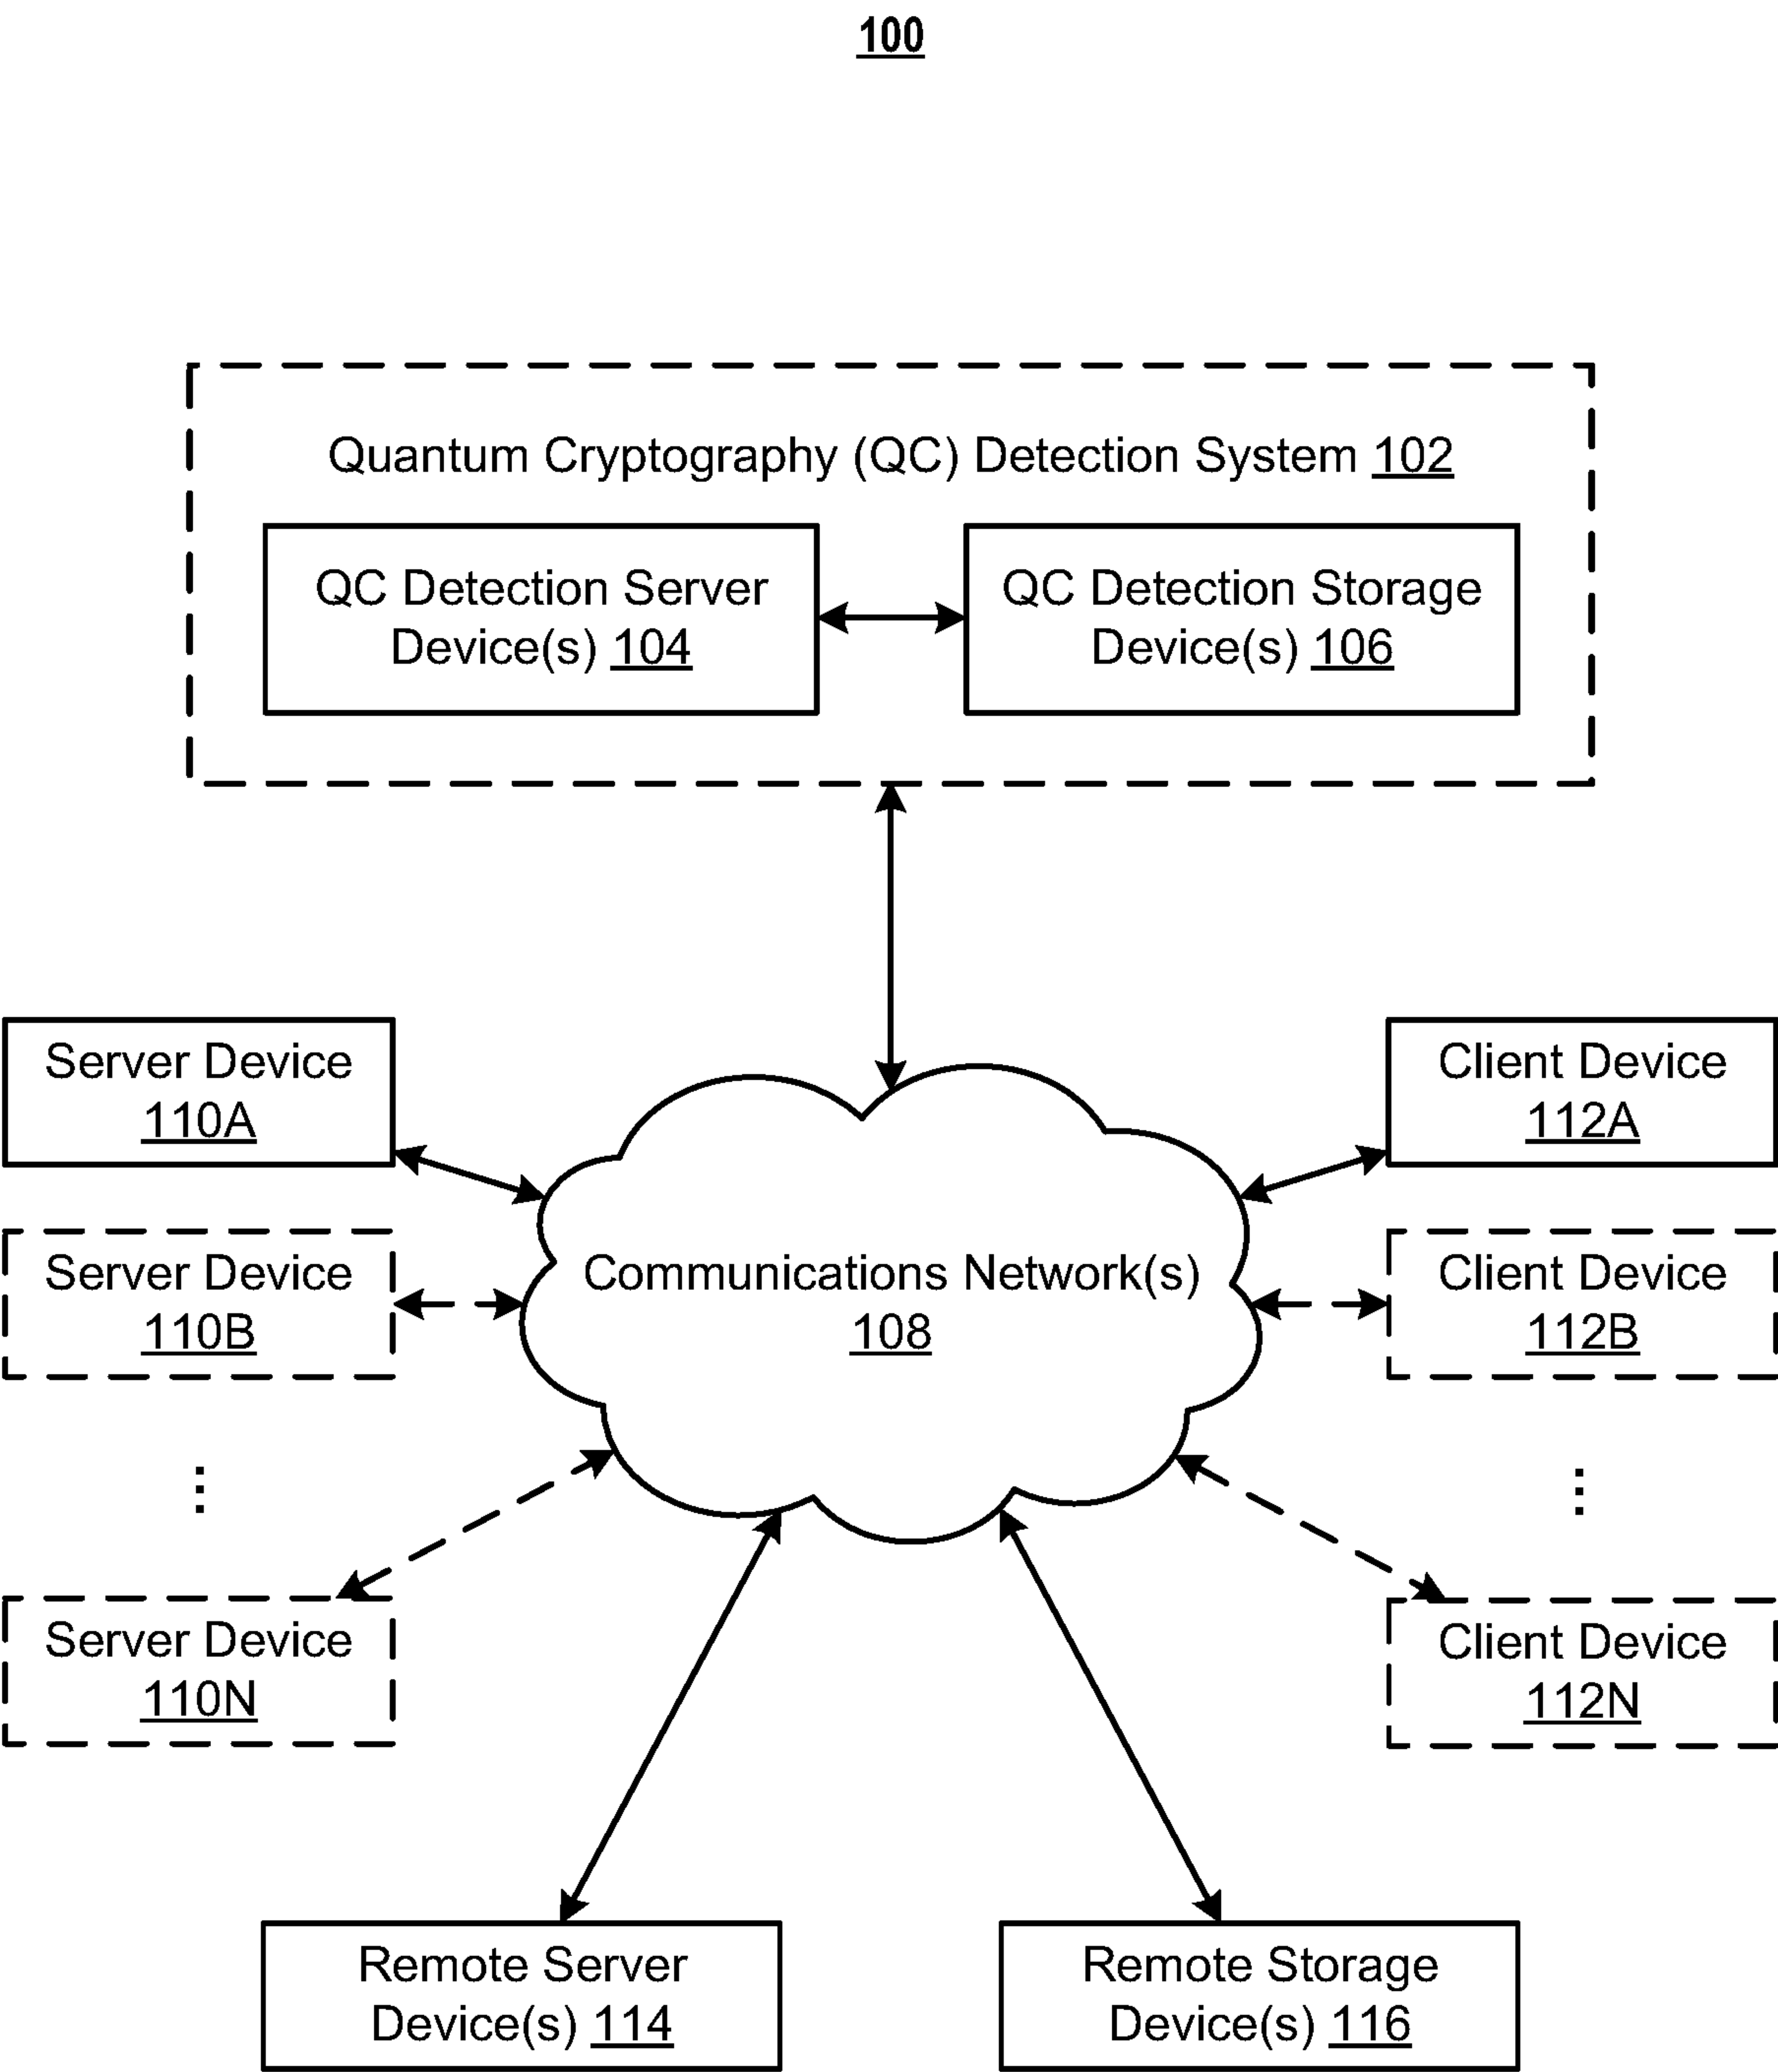 100
Quantum Cryptography (QC) Detection System 102
QC Detection Server
Device(s) 104
QC Detection Storage
Device(s) 106
Server Device
110A
Client Device
112A
Server Device
110B
Communications Network(s)
108
Client Device
112B
⋮
⋮
Server Device
110N
Client Device
112N
Remote Server
Device(s) 114
Remote Storage
Device(s) 116